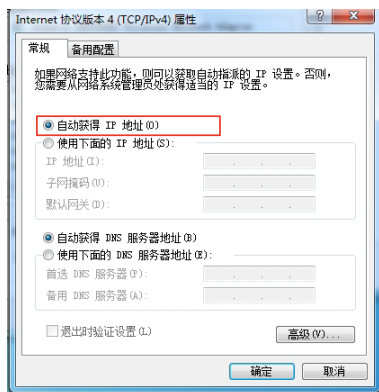 Internet 协议版本 4 (TCP/IPv4) 属性
常规 备用配置
如果网络支持此功能，则可以获取自动指派的 IP 设置。否则，
您需要从网络系统管理员处获得适当的 IP 设置。
自动获得 IP 地址(O)
使用下面的 IP 地址(S):
IP 地址(I):
子网掩码(U):
默认网关(D):
自动获得 DNS 服务器地址(B)
使用下面的 DNS 服务器地址(E):
首选 DNS 服务器(P):
备用 DNS 服务器(A):
退出时验证设置(L)
高级(V)...
确定 取消